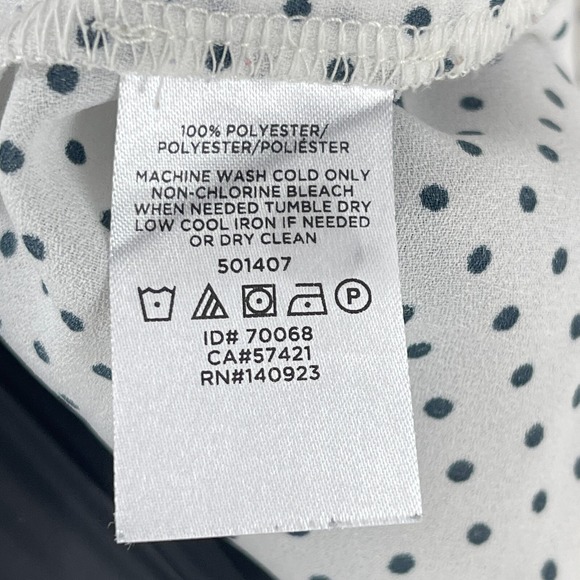 100% POLYESTER/
POLYESTER/POLIÉSTER
MACHINE WASH COLD ONLY
NON-CHLORINE BLEACH
WHEN NEEDED TUMBLE DRY
LOW COOL IRON IF NEEDED
OR DRY CLEAN
501407
P
ID# 70068
CA#57421
RN#140923